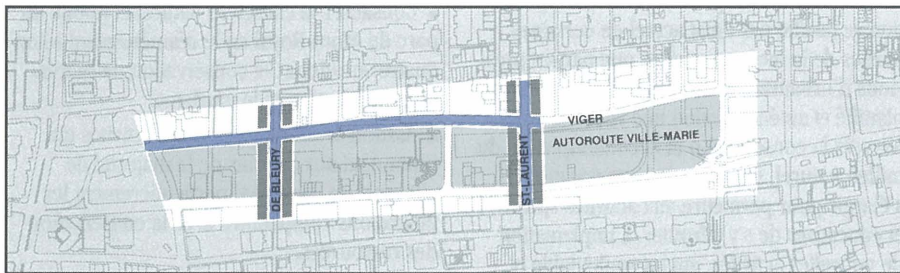 VIGER
AUTOROUTE VILLE-MARIE
DE BLEURY
ST-LAURENT